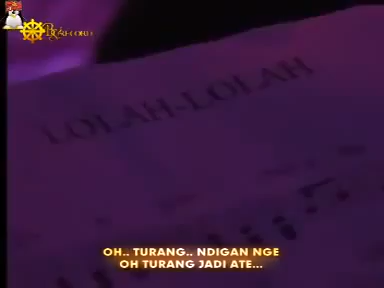 LOLAH-LOLAH
OH.. TURANG.. NDIGAN NGE
OH TURANG JADI ATE...